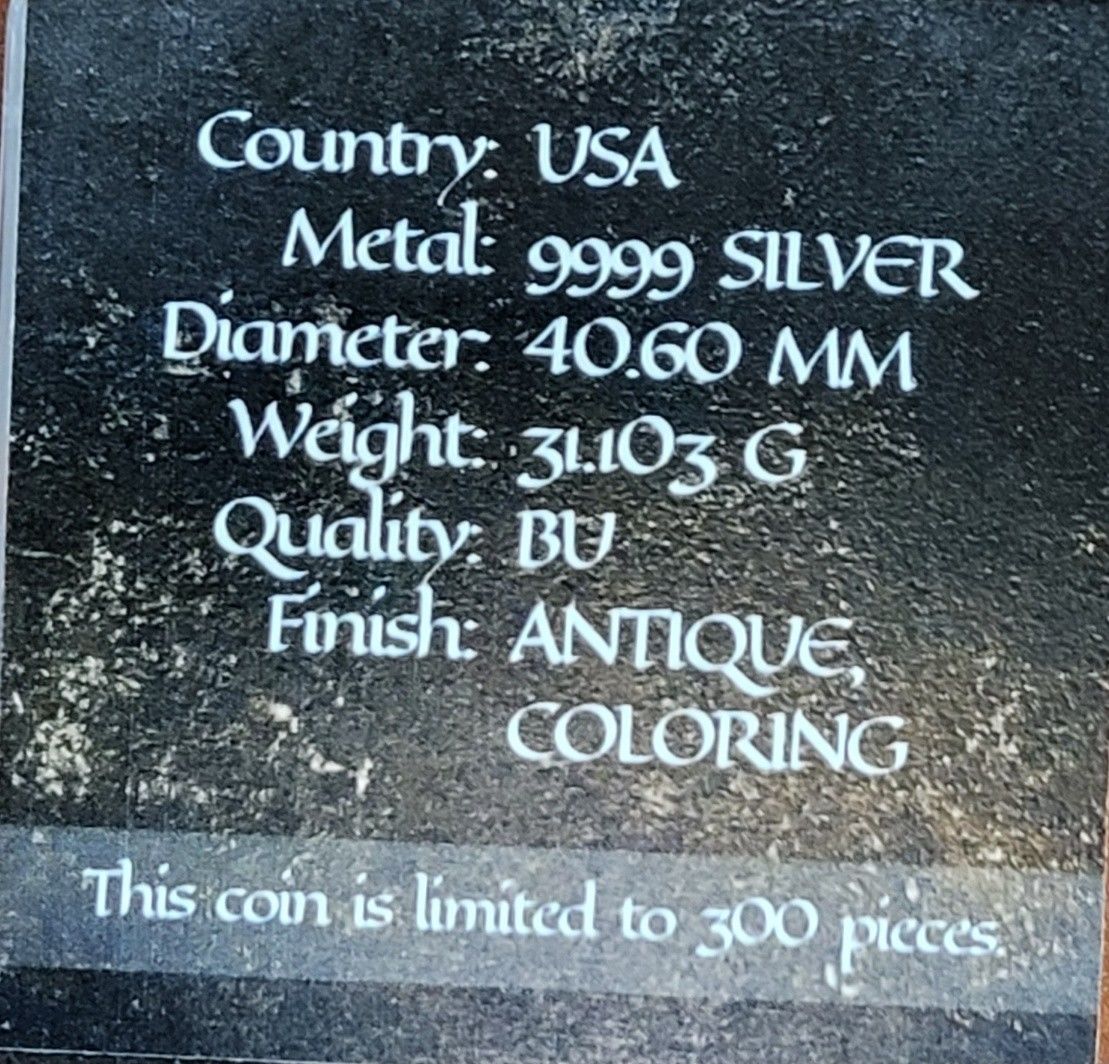 Country: USA
Metal: 9999 SILVER
Diameter: 40.60 MM
Weight: 31.103 G
Quality: BU
Finish: ANTIQUE,
COLORING
This coin is limited to 300 pieces.